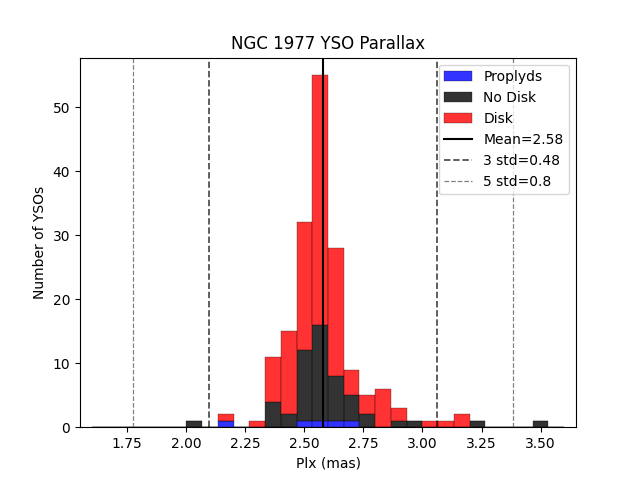 NGC 1977 YSO Parallax
Proplyds
No Disk
Disk
Mean=2.58
3 std=0.48
5 std=0.8
Number of YSOs
50
40
30
20
10
0
1.75 2.00 2.25 2.50 2.75 3.00 3.25 3.50
Plx (mas)